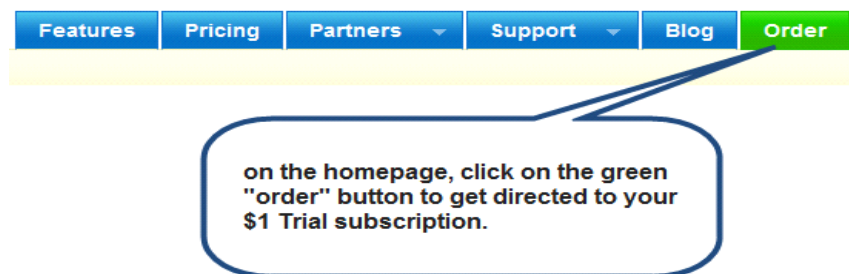 Features Pricing Partners Support Blog Order
on the homepage, click on the green
"order" button to get directed to your
$1 Trial subscription.